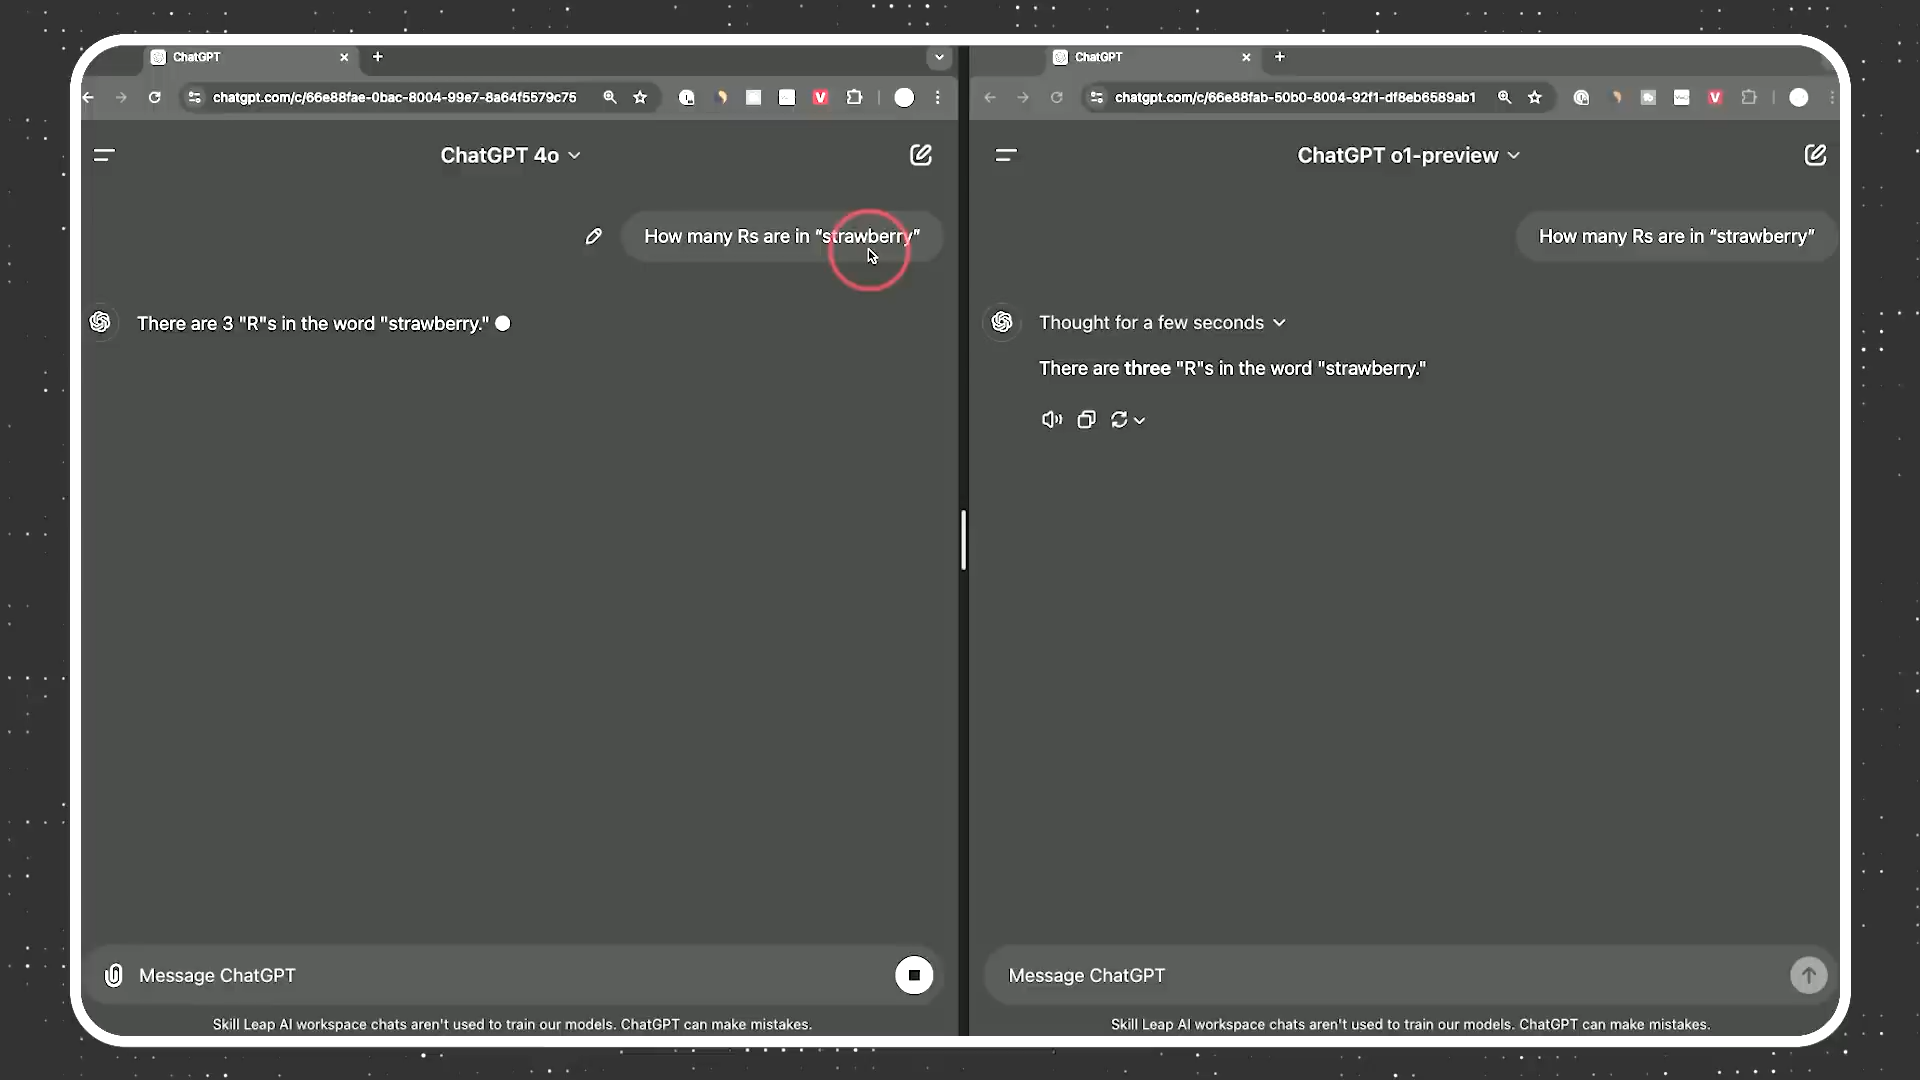 ChatGPT
chatgpt.com/c/66e88fae-0bac-8004-99e7-8a64f5579c75
ChatGPT 4o
How many Rs are in “strawberry”
There are 3 "R"s in the word "strawberry."
Message ChatGPT
Skill Leap AI workspace chats aren't used to train our models. ChatGPT can make mistakes.
ChatGPT
chatgpt.com/c/66e88fab-50b0-8004-92f1-df8eb6589ab1
ChatGPT o1-preview
How many Rs are in “strawberry”
Thought for a few seconds
There are three "R"s in the word "strawberry."
Message ChatGPT
Skill Leap AI workspace chats aren't used to train our models. ChatGPT can make mistakes.